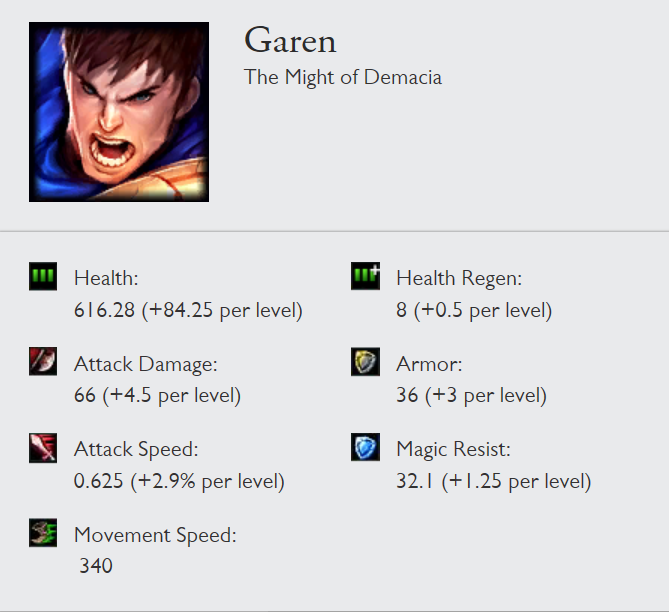 Garen
The Might of Demacia
Health:
616.28 (+84.25 per level)
Health Regen:
8 (+0.5 per level)
Attack Damage:
66 (+4.5 per level)
Armor:
36 (+3 per level)
Attack Speed:
0.625 (+2.9% per level)
Magic Resist:
32.1 (+1.25 per level)
Movement Speed:
340